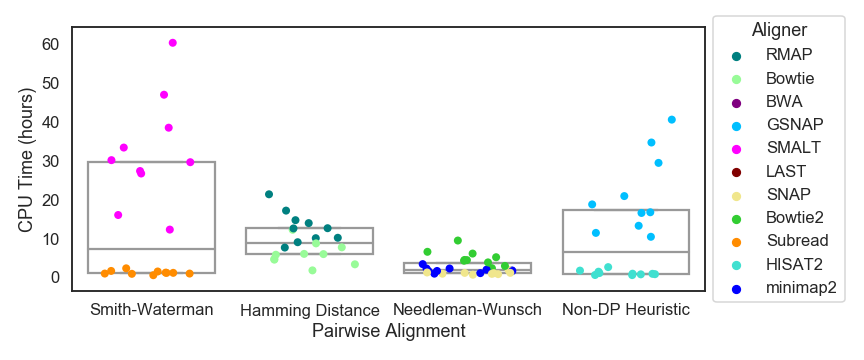 CPU Time (hours)
60
50
40
30
20
10
0
Smith-Waterman
Hamming Distance
Needleman-Wunsch
Non-DP Heuristic
Pairwise Alignment
Aligner
RMAP
Bowtie
BWA
GSNAP
SMALT
LAST
SNAP
Bowtie2
Subread
HISAT2
minimap2